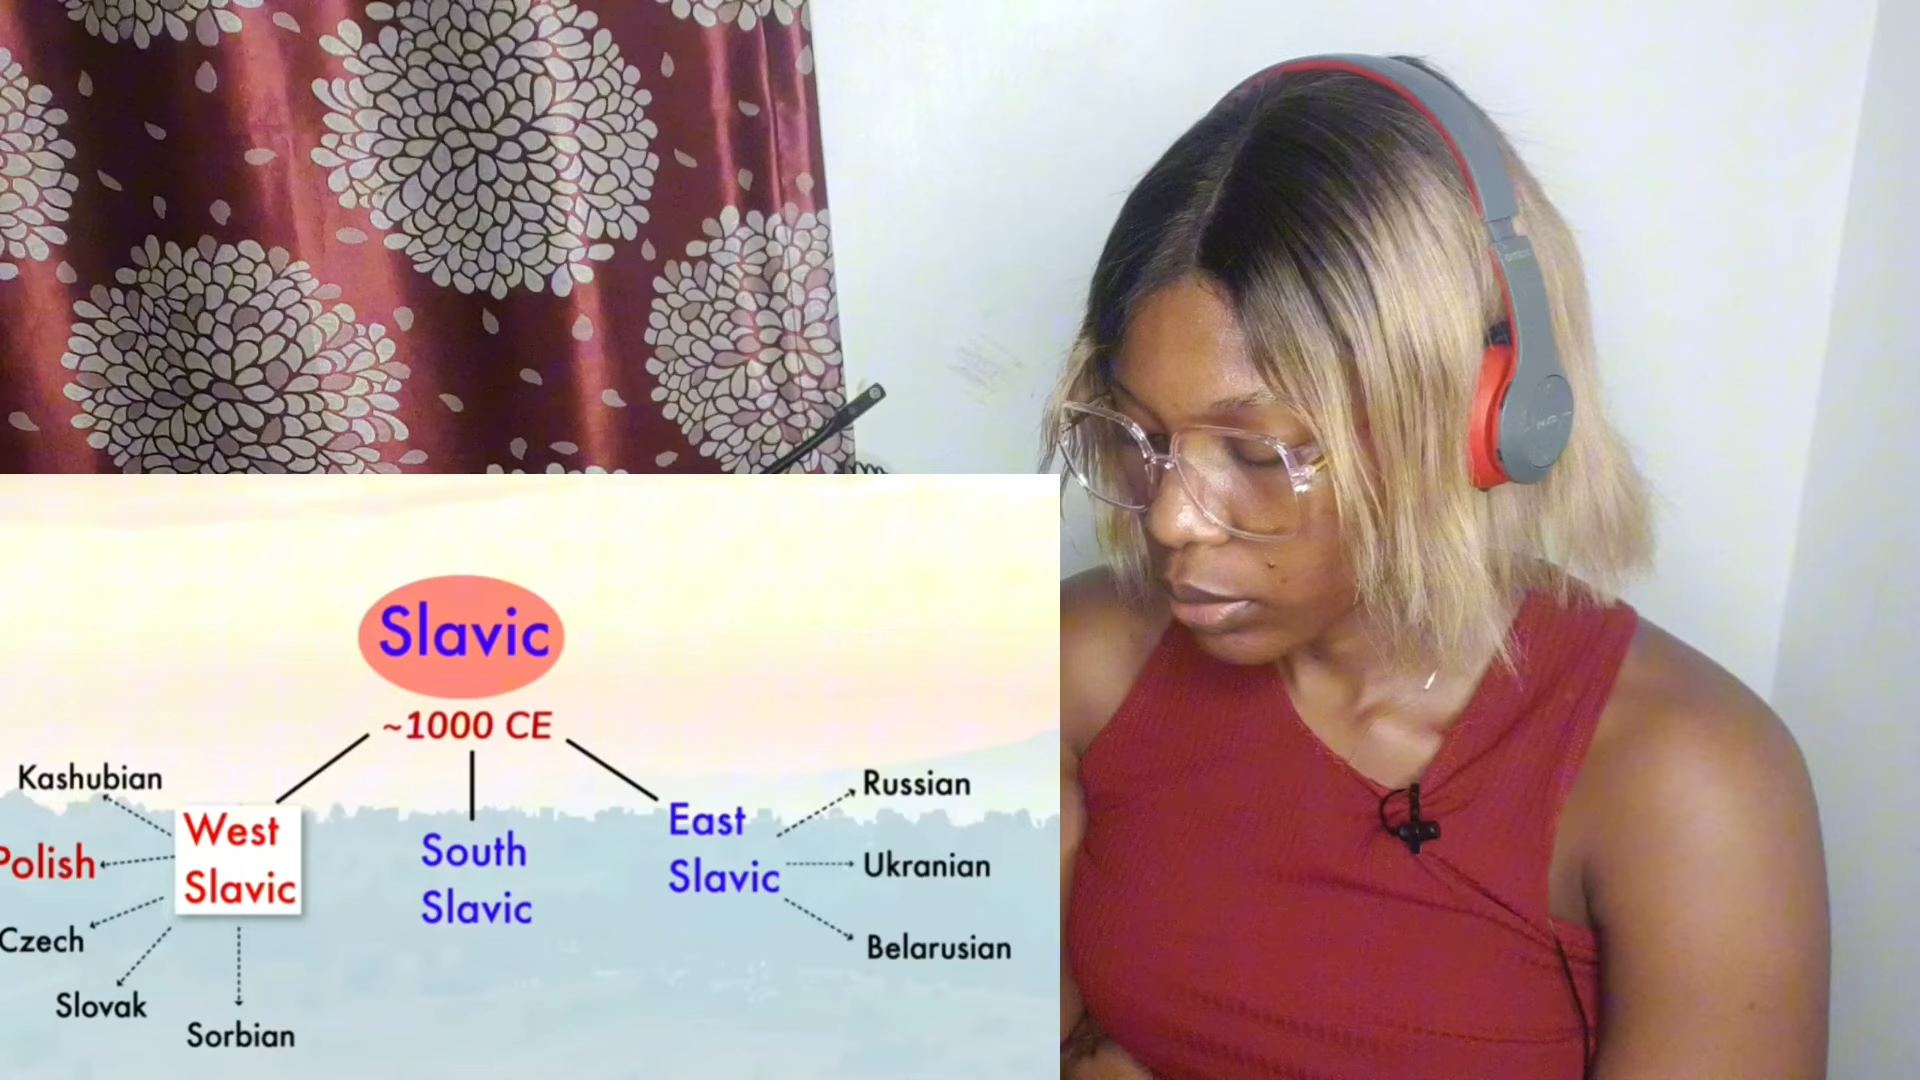 Slavic
~1000 CE
Kashubian
Polish
Czech
Slovak
Sorbian
West
Slavic
South
Slavic
East
Slavic
Russian
Ukranian
Belarusian